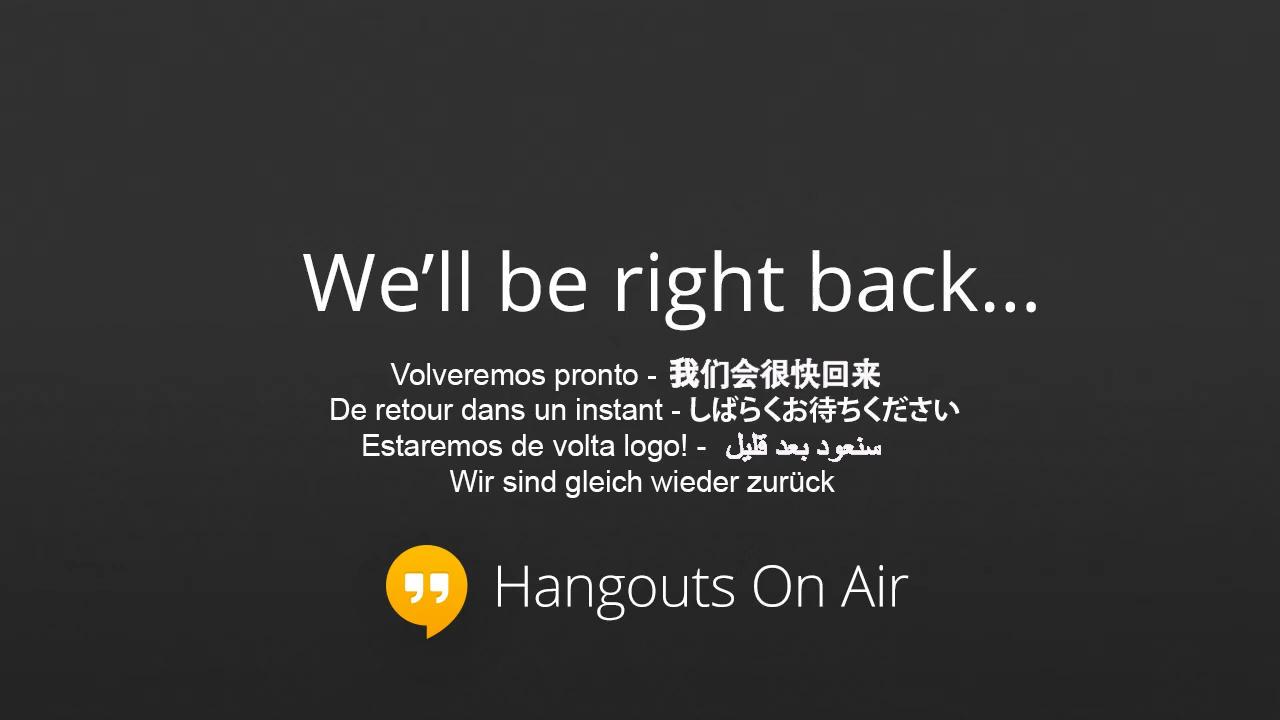 We’ll be right back...
Volveremos pronto - 我们会很快回来
De retour dans un instant - しばらくお待ちください
Estaremos de volta logo! - سنعود بعد قليل
Wir sind gleich wieder zurück
Hangouts On Air